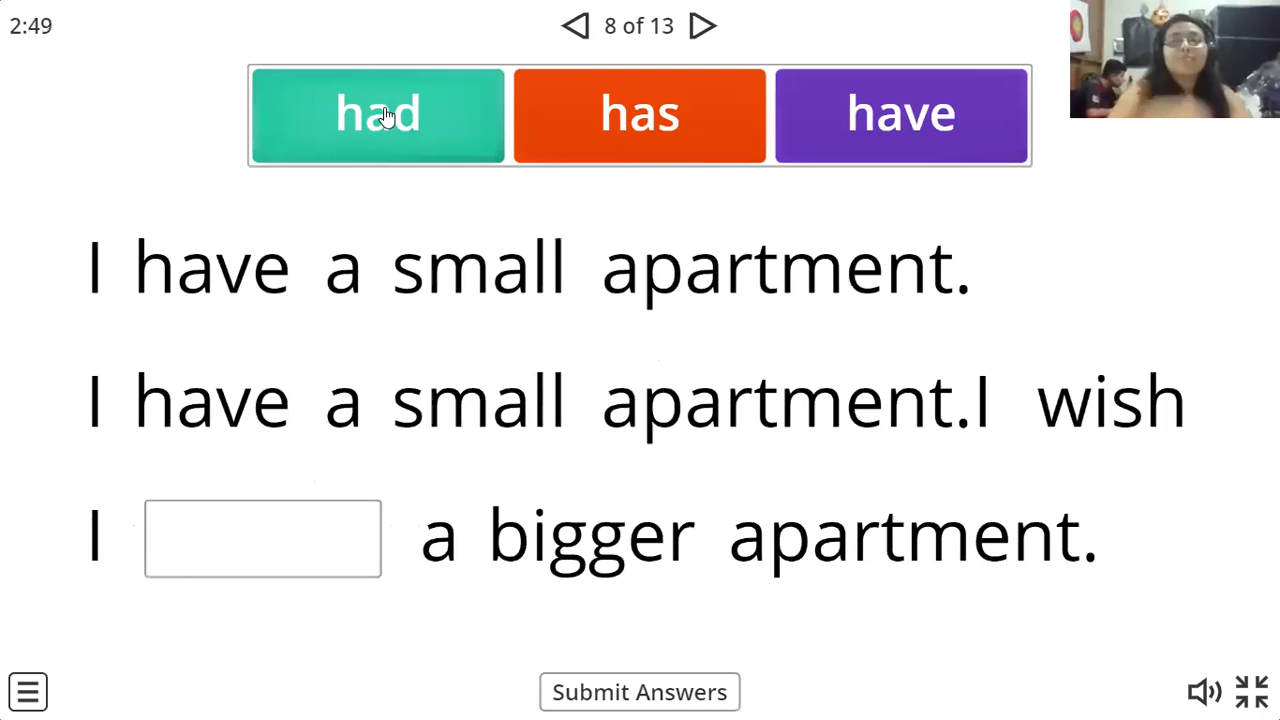 2:49
8 of 13
had
has
have
I have a small apartment.
I have a small apartment.I wish
I a bigger apartment.
Submit Answers